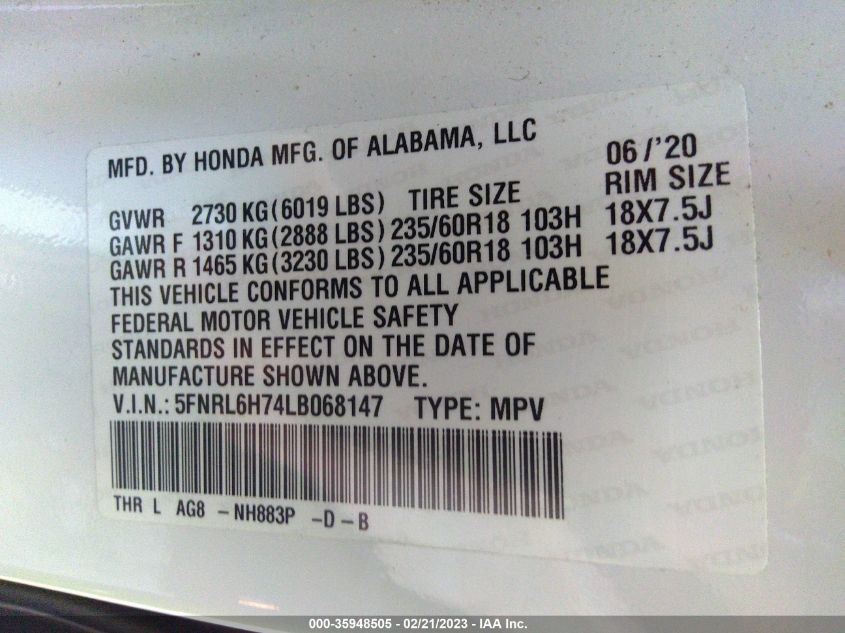 MFD. BY HONDA MFG. OF ALABAMA, LLC 06/'20
GVWR 2730 KG (6019 LBS) TIRE SIZE RIM SIZE
GAWR F 1310 KG (2888 LBS) 235/60R18 103H 18X7.5J
GAWR R 1465 KG (3230 LBS) 235/60R18 103H 18X7.5J
THIS VEHICLE CONFORMS TO ALL APPLICABLE
FEDERAL MOTOR VEHICLE SAFETY
STANDARDS IN EFFECT ON THE DATE OF
MANUFACTURE SHOWN ABOVE.
V.I.N.: 5FNRL6H74LB068147 TYPE: MPV
THR L AG8 - NH883P - D - B
000-35948505 - 02/21/2023 - IAA Inc.